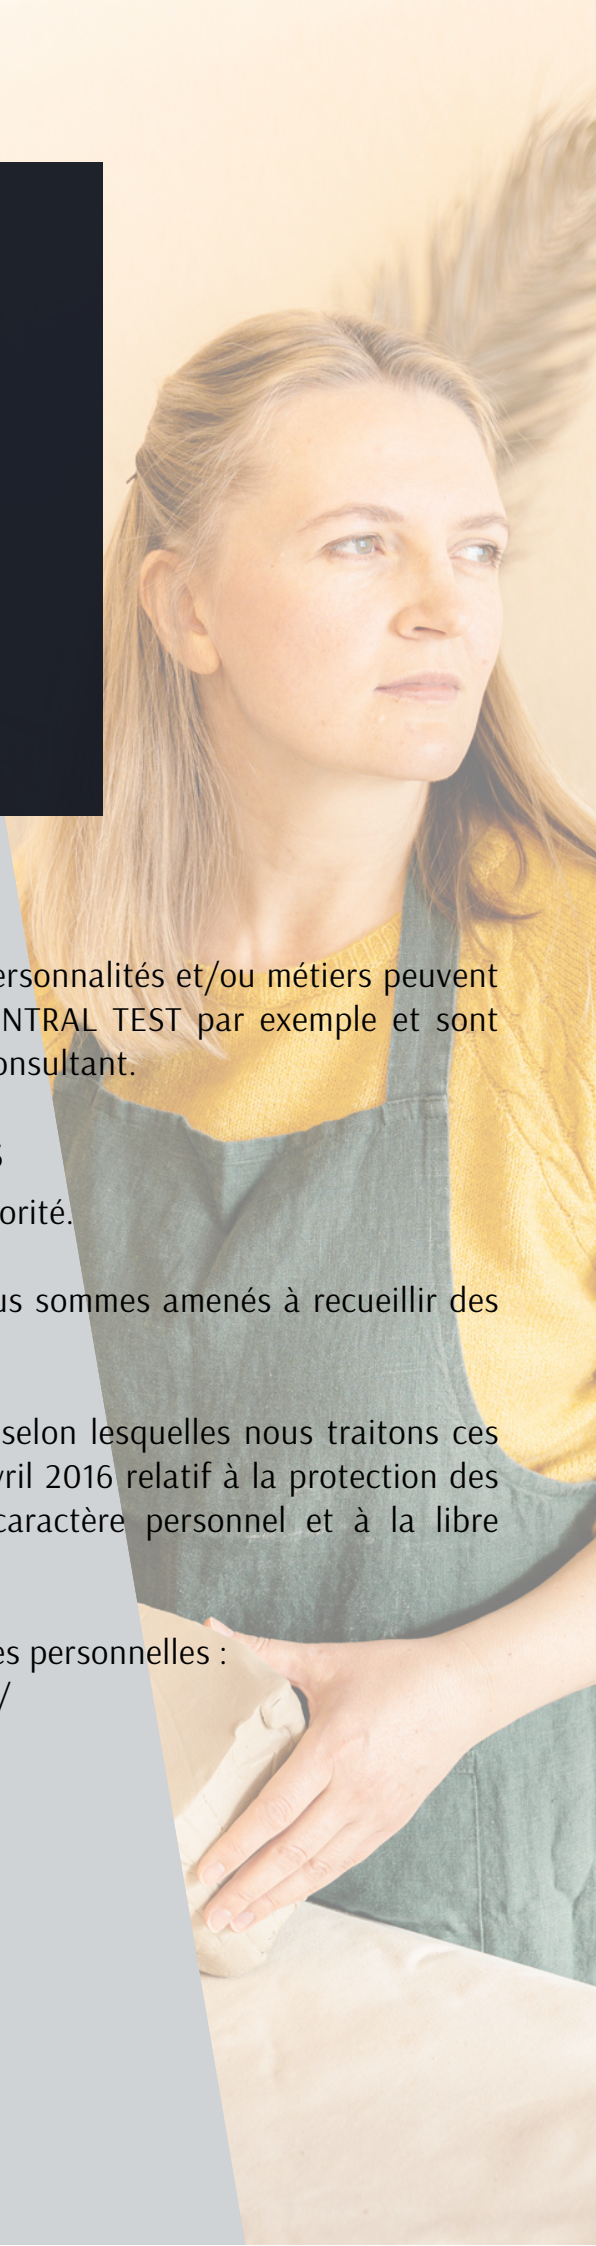 ersonnalités et/ou métiers peuvent
NTRAL TEST par exemple et sont
onsultant.
s
orité.
us sommes amenés à recueillir des
selon lesquelles nous traitons ces
vril 2016 relatif à la protection des
caractère personnel et à la libre
es personnelles :
/